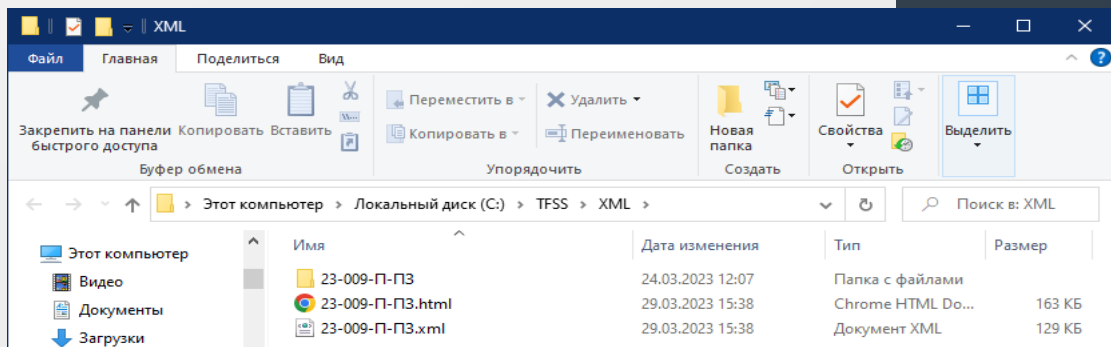 XML
Файл Главная Поделиться Вид
Закрепить на панели быстрого доступа
Копировать
Вставить
Буфер обмена
Переместить в
Копировать в
Удалить
Переименовать
Упорядочить
Новая папка
Создать
Свойства
Открыть
Выделить
Этот компьютер > Локальный диск (C:) > TFSS > XML >
Поиск в: XML
Этот компьютер
Видео
Документы
Загрузки
Имя Дата изменения Тип Размер
23-009-П-ПЗ 24.03.2023 12:07 Папка с файлами
23-009-П-ПЗ.html 29.03.2023 15:38 Chrome HTML Do... 163 КБ
23-009-П-ПЗ.xml 29.03.2023 15:38 Документ XML 129 КБ